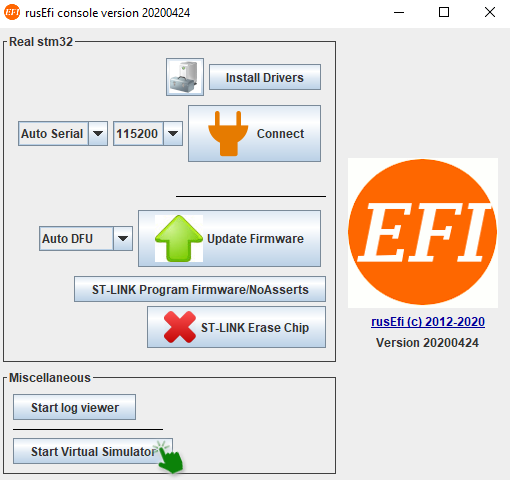 EFI rusEfi console version 20200424
Real stm32
Install Drivers
Auto Serial 115200 Connect
Auto DFU Update Firmware
ST-LINK Program Firmware/NoAsserts
ST-LINK Erase Chip
EFI
rusEfi (c) 2012-2020
Version 20200424
Miscellaneous
Start log viewer
Start Virtual Simulator